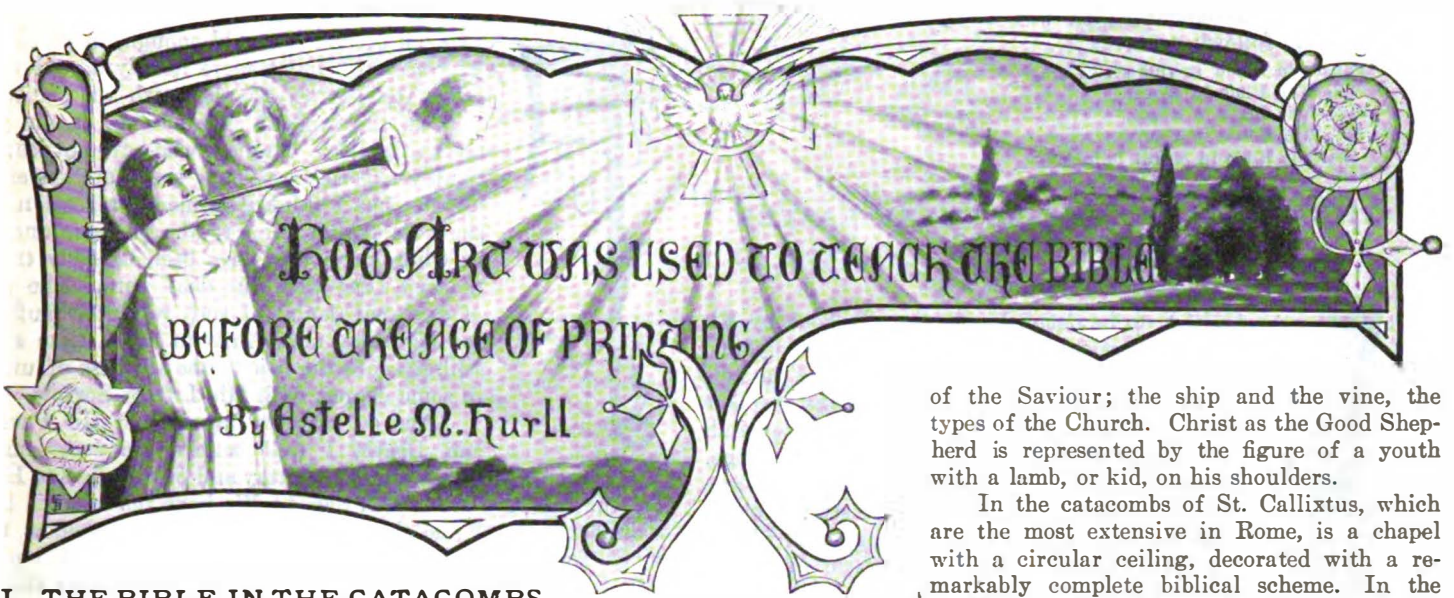 How Art was used to teach the Bible
before the Age of Printing
By Estelle M. Hurll
I. THE BIBLE IN THE CATACOMBS
of the Saviour; the ship and the vine, the
types of the Church. Christ as the Good Shep-
herd is represented by the figure of a youth
with a lamb, or kid, on his shoulders.
In the catacombs of St. Callixtus, which
are the most extensive in Rome, is a chapel
with a circular ceiling, decorated with a re-
markably complete biblical scheme. In the